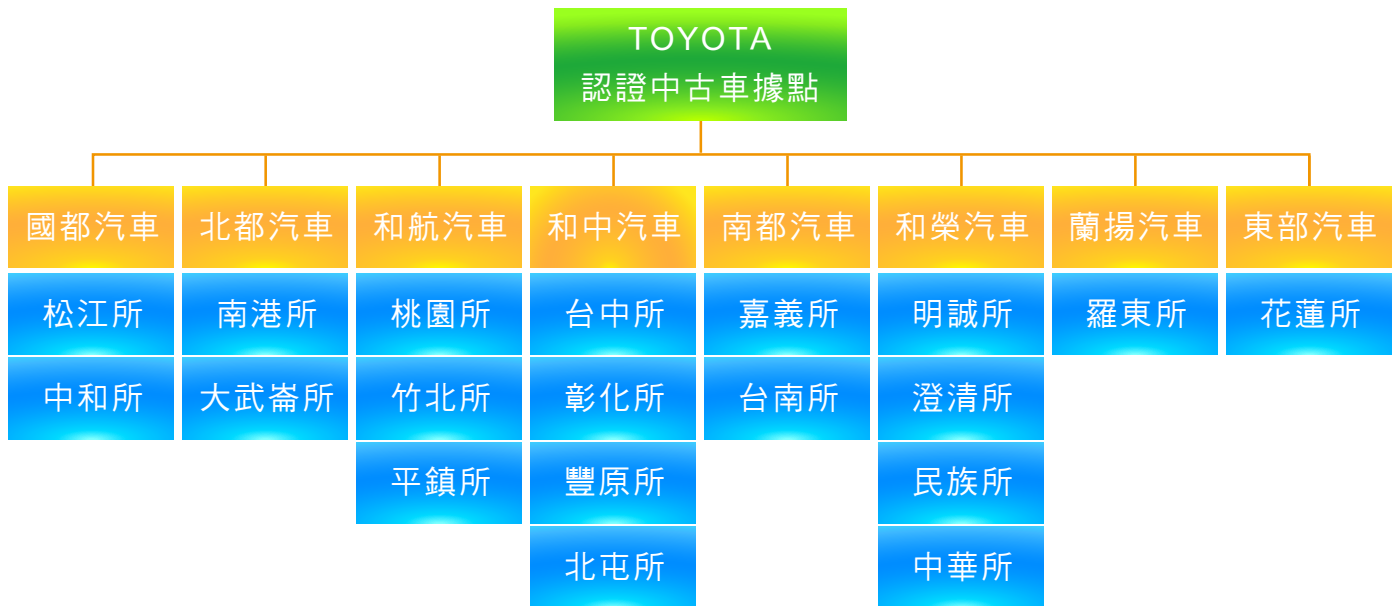 TOYOTA
認證中古車據點
國都汽車
北都汽車
和航汽車
和中汽車
南都汽車
和榮汽車
蘭揚汽車
東部汽車
松江所
南港所
桃園所
台中所
嘉義所
明誠所
羅東所
花蓮所
中和所
大武崙所
竹北所
彰化所
台南所
澄清所
平鎮所
豐原所
民族所
北屯所
中華所